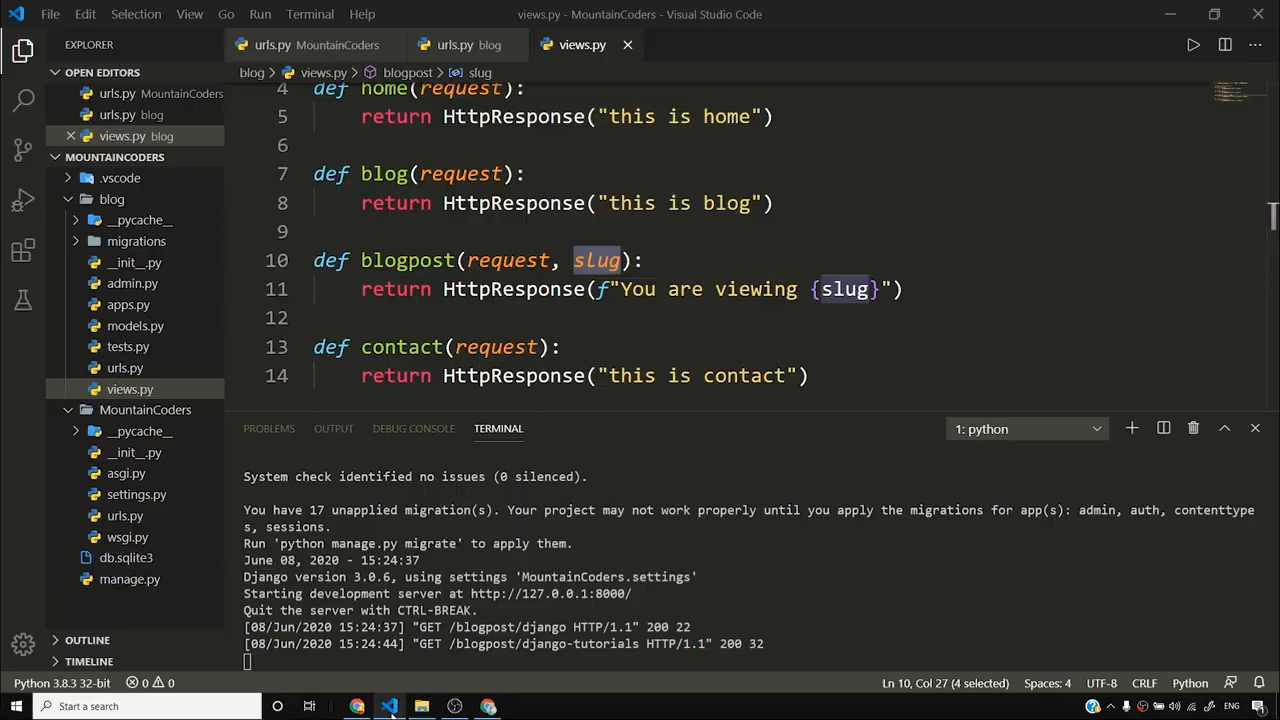 File Edit Selection View Go Run Terminal Help views.py - MountainCoders - Visual Studio Code
EXPLORER
urls.py MountainCoders urls.py blog views.py
OPEN EDITORS
urls.py MountainCoders
urls.py blog
views.py blog
MOUNTAINCODERS
.vscode
blog
__pycache__
migrations
__init__.py
admin.py
apps.py
models.py
tests.py
urls.py
views.py
MountainCoders
__pycache__
__init__.py
asgi.py
settings.py
urls.py
wsgi.py
db.sqlite3
manage.py
OUTLINE
TIMELINE
blog > views.py > blogpost > slug
4 def home(request):
5 return HttpResponse("this is home")
6
7 def blog(request):
8 return HttpResponse("this is blog")
9
10 def blogpost(request, slug):
11 return HttpResponse(f"You are viewing {slug}")
12
13 def contact(request):
14 return HttpResponse("this is contact")
PROBLEMS OUTPUT DEBUG CONSOLE TERMINAL 1: python
System check identified no issues (0 silenced).
You have 17 unapplied migration(s). Your project may not work properly until you apply the migrations for app(s): admin, auth, contenttype
s, sessions.
Run 'python manage.py migrate' to apply them.
June 08, 2020 - 15:24:37
Django version 3.0.6, using settings 'MountainCoders.settings'
Starting development server at http://127.0.0.1:8000/
Quit the server with CTRL-BREAK.
[08/Jun/2020 15:24:37] "GET /blogpost/django HTTP/1.1" 200 22
[08/Jun/2020 15:24:44] "GET /blogpost/django-tutorials HTTP/1.1" 200 32
Python 3.8.3 32-bit 0 0 Ln 10, Col 27 (4 selected) Spaces: 4 UTF-8 CRLF Python
Start a search ENG